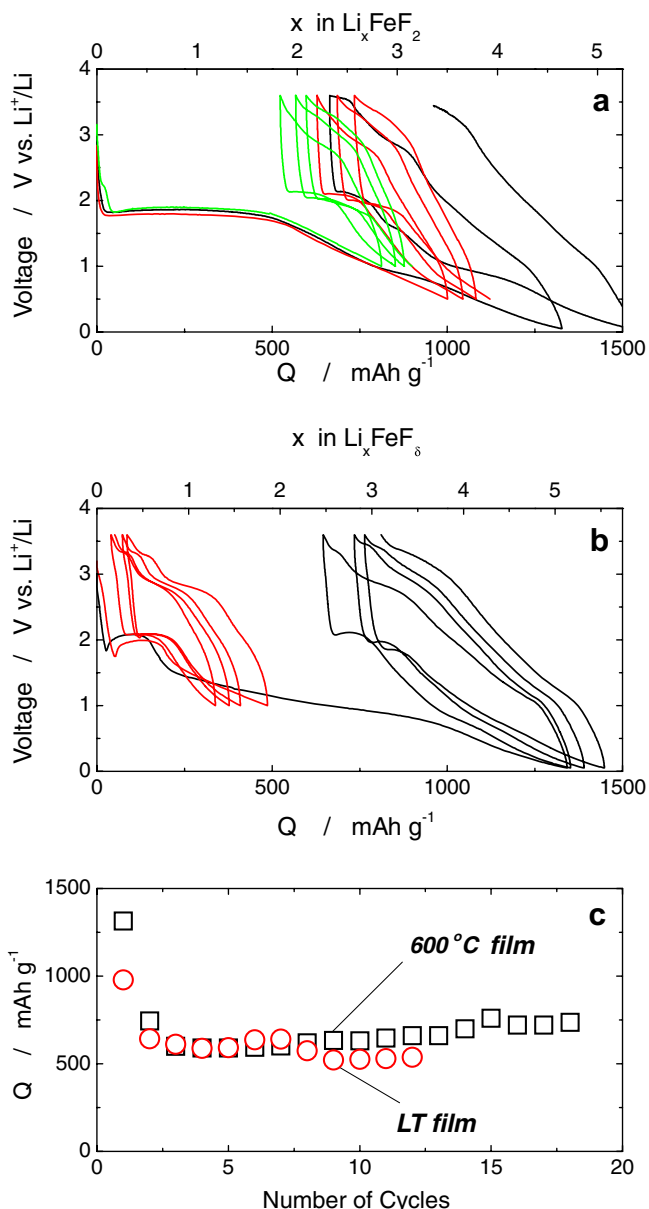 x in Li_xFeF_2
0 1 2 3 4 5
a
4
3
2
1
0
Voltage / V vs. Li⁺/Li
0 500 1000 1500
Q / mAh g⁻¹
x in Li_xFeF_δ
0 1 2 3 4 5
b
4
3
2
1
0
Voltage / V vs. Li⁺/Li
0 500 1000 1500
Q / mAh g⁻¹
c
1500
1000
500
0
Q / mAh g⁻¹
600°C film
LT film
0 5 10 15 20
Number of Cycles